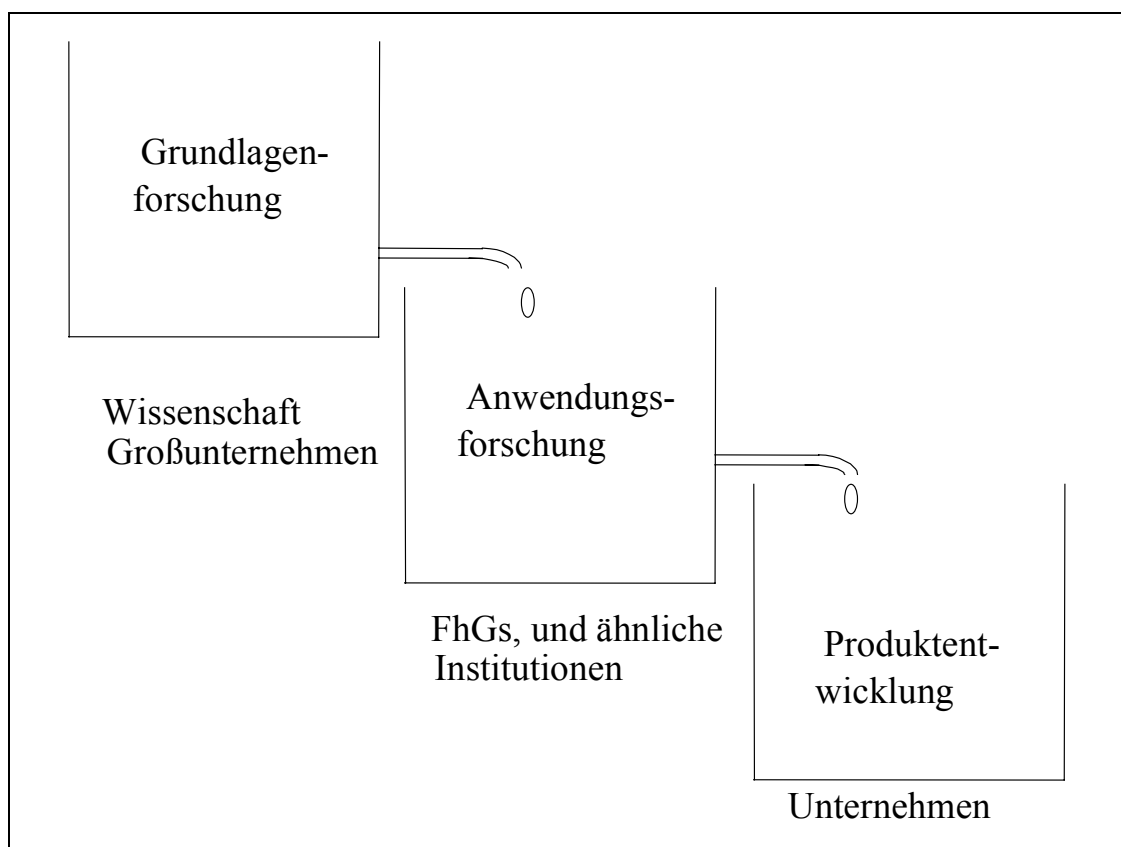 Grundlagen-
forschung
Wissenschaft
Großunternehmen
Anwendungs-
forschung
FhGs, und ähnliche
Institutionen
Produktent-
wicklung
Unternehmen